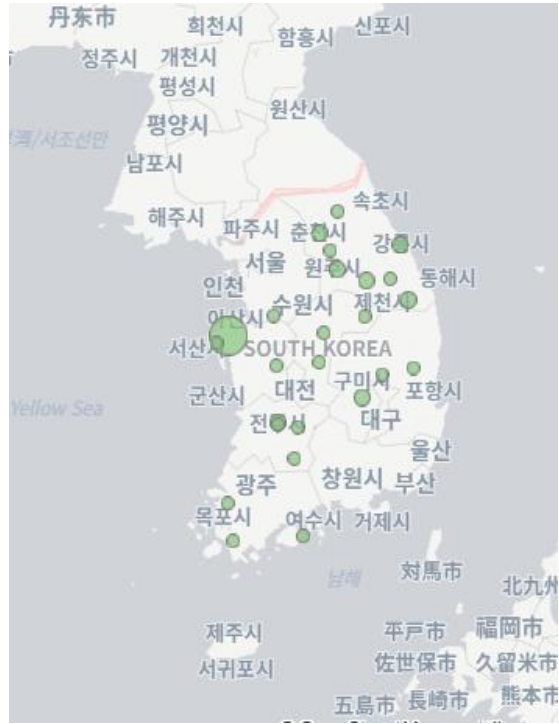 丹东市
희천시
함흥시
신포시
정주시
개천시
평성시
원산시
평양시
남포시
해주시
속초시
파주시
춘천시
강릉시
서울
원주시
동해시
인천
수원시
제천시
아산시
서산시
SOUTH KOREA
구미시
대전
포항시
군산시
Yellow Sea
대구
전주시
울산
창원시
부산
광주
목포시
여수시
거제시
남해
対馬市
北九州
제주시
平戸市
福岡市
서귀포시
佐世保市
久留米市
五島市
長崎市
熊本市